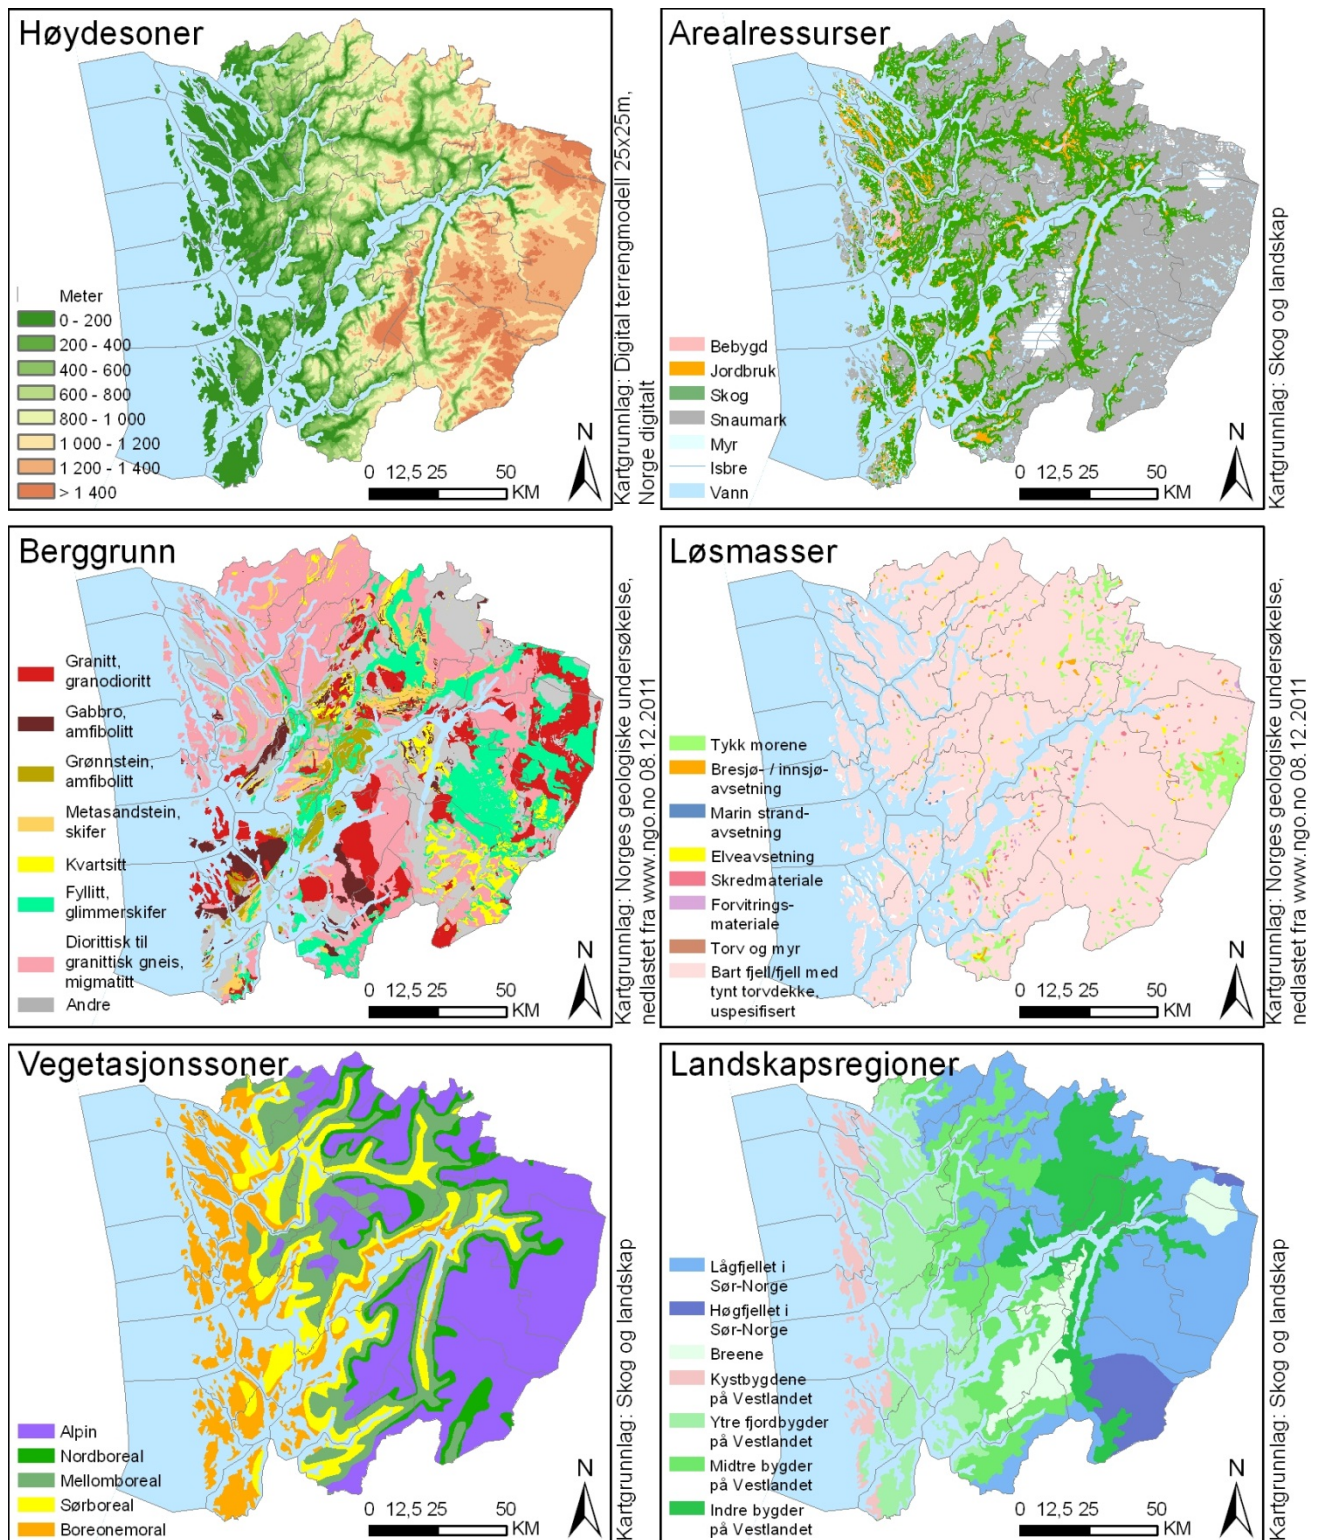 Høydesoner
Meter
0 - 200
200 - 400
400 - 600
600 - 800
800 - 1 000
1 000 - 1 200
1 200 - 1 400
> 1 400
N
0 12,5 25 50
KM
Kartgrunnlag: Digital terrengmodell 25x25m,
Norge digitalt
Arealressurser
Bebygd
Jordbruk
Skog
Snaumark
Myr
Isbre
Vann
N
0 12,5 25 50
KM
Kartgrunnlag: Skog og landskap
Berggrunn
Granitt,
granodioritt
Gabbro,
amfibolitt
Grønnstein,
amfibolitt
Metasandstein,
skifer
Kvartsitt
Fyllitt,
glimmerskifer
Diorittisk til
granittisk gneis,
migmatitt
Andre
N
0 12,5 25 50
KM
Kartgrunnlag: Norges geologiske undersøkelse,
nedlastet fra www.ngo.no 08.12.2011
Løsmasser
Tykk morene
Bresjø- / innsjø-
avsetning
Marin strand-
avsetning
Elveavsetning
Skredmateriale
Forvitrings-
materiale
Torv og myr
Bart fjell/fjell med
tynt torvdekke,
uspesifisert
N
0 12,5 25 50
KM
Kartgrunnlag: Norges geologiske undersøkelse,
nedlastet fra www.ngo.no 08.12.2011
Vegetasjonssoner
Alpin
Nordboreal
Mellomboreal
Sørboreal
Boreonemoral
N
0 12,5 25 50
KM
Kartgrunnlag: Skog og landskap
Landskapsregioner
Lågfjellet i
Sør-Norge
Høgfjellet i
Sør-Norge
Breene
Kystbygdene
på Vestlandet
Ytre fjordbygder
på Vestlandet
Midtre bygder
på Vestlandet
Indre bygder
på Vestlandet
N
0 12,5 25 50
KM
Kartgrunnlag: Skog og landskap